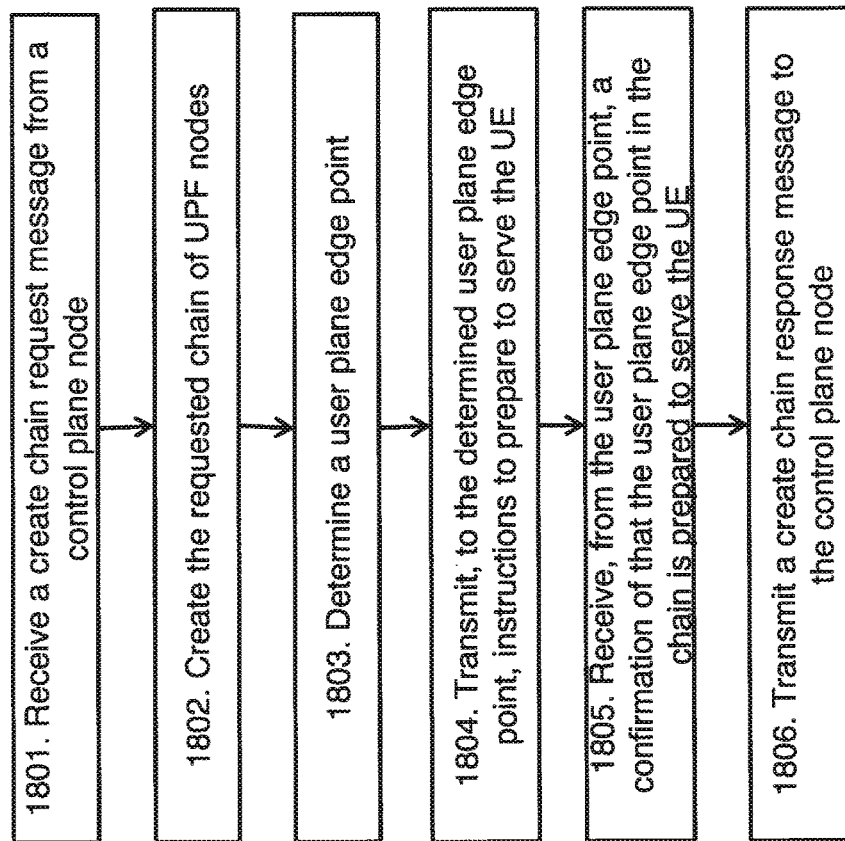 1801. Receive a create chain request message from a
control plane node
1802. Create the requested chain of UPF nodes
1803. Determine a user plane edge point
1804. Transmit, to the determined user plane edge
point, instructions to prepare to serve the UE
1805. Receive, from the user plane edge point, a
confirmation of that the user plane edge point in the
chain is prepared to serve the UE
1806. Transmit a create chain response message to
the control plane node